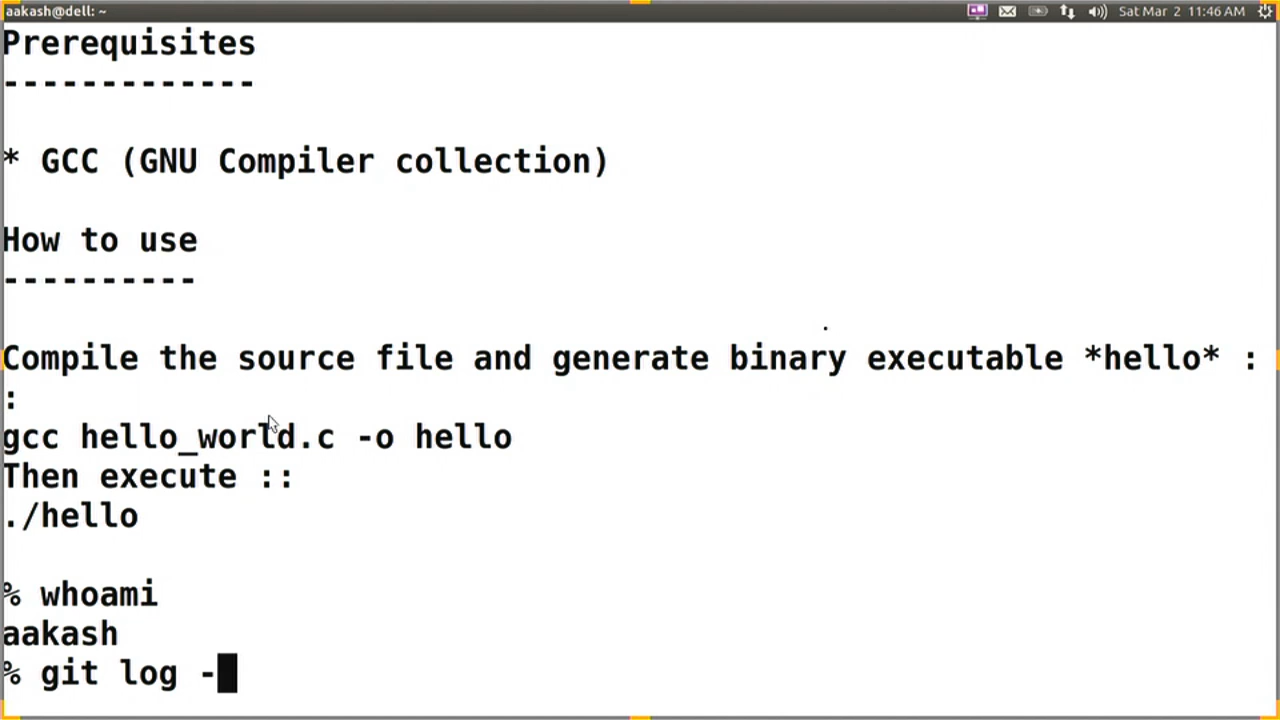 aakash@dell: ~
Sat Mar 2 11:46 AM
Prerequisites
-------------
* GCC (GNU Compiler collection)
How to use
----------
Compile the source file and generate binary executable *hello* :
:
gcc hello_world.c -o hello
Then execute ::
./hello
% whoami
aakash
% git log -